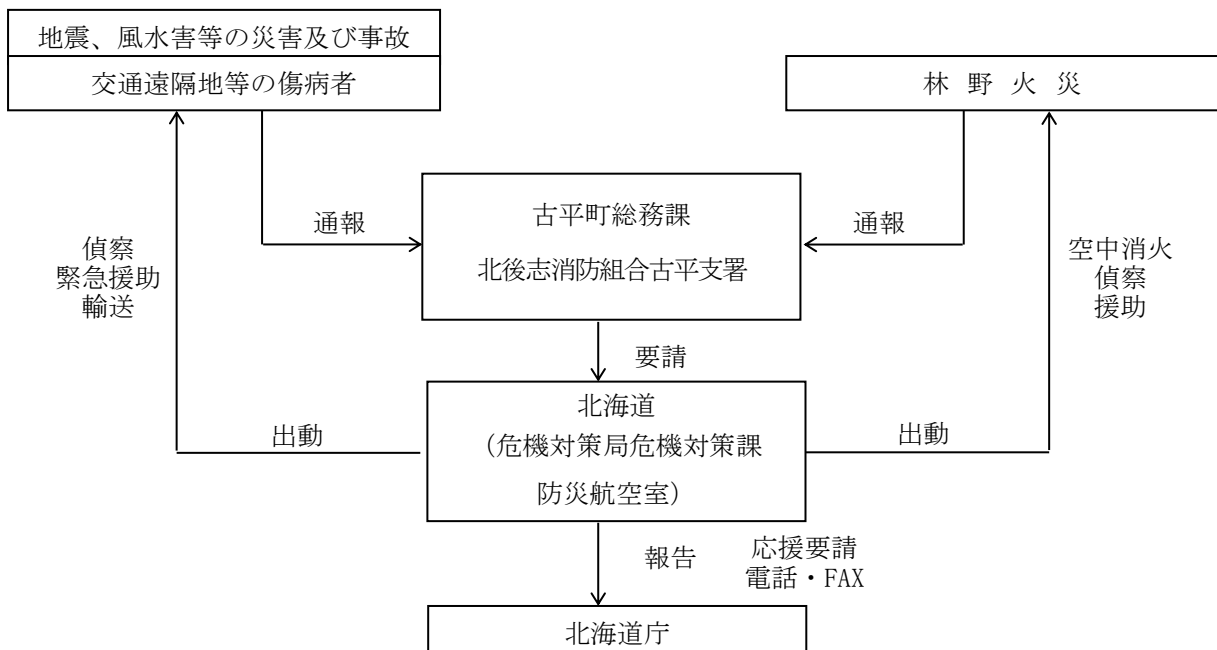 地震、風水害等の災害及び事故
交通遠隔地等の傷病者
林野火災
古平町総務課
北後志消防組合古平支署
通報
通報
偵察
緊急援助
輸送
空中消火
偵察
援助
要請
北海道
(危機対策局危機対策課
防災航空室)
出動
出動
報告
応援要請
電話・FAX
北海道庁